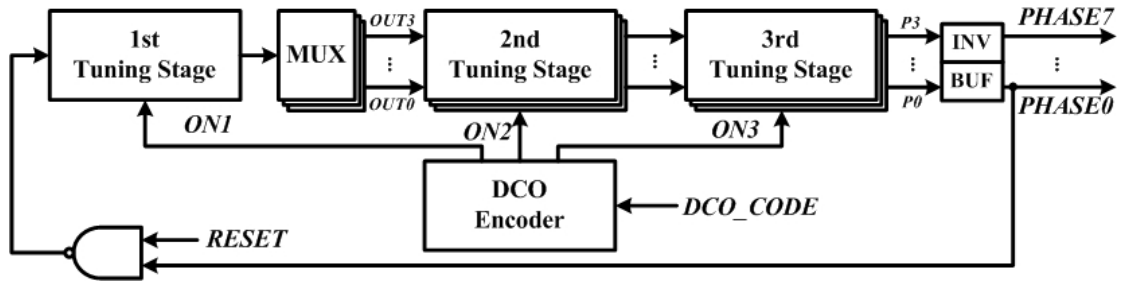 1st
Tuning Stage
MUX
OUT3
...
OUT0
2nd
Tuning Stage
...
3rd
Tuning Stage
P3
...
P0
INV
BUF
PHASE7
...
PHASE0
ON1
ON2
ON3
DCO
Encoder
DCO_CODE
RESET